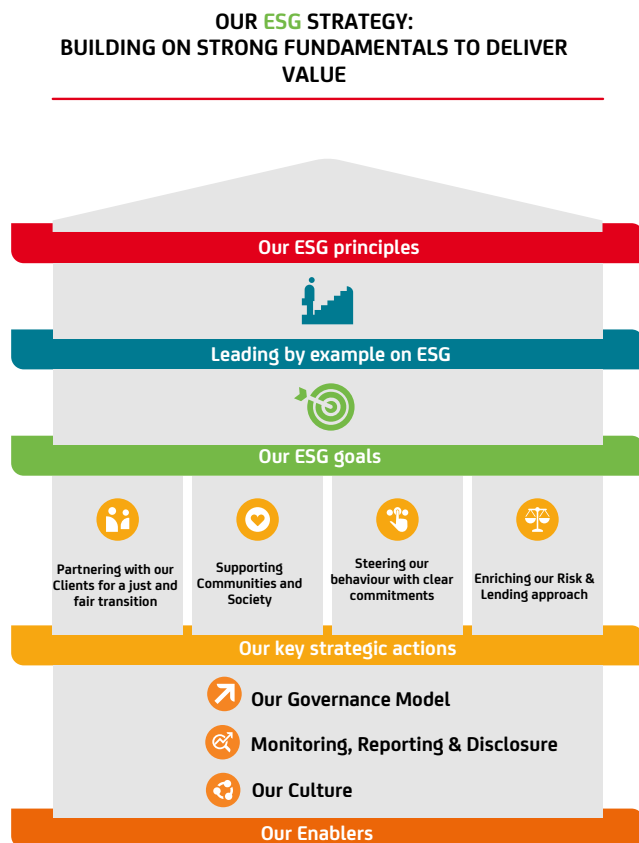 OUR ESG STRATEGY:
BUILDING ON STRONG FUNDAMENTALS TO DELIVER
VALUE
Our ESG principles
Leading by example on ESG
Our ESG goals
Partnering with our
Clients for a just and
fair transition
Supporting
Communities and
Society
Steering our
behaviour with clear
commitments
Enriching our Risk &
Lending approach
Our key strategic actions
Our Governance Model
Monitoring, Reporting & Disclosure
Our Culture
Our Enablers